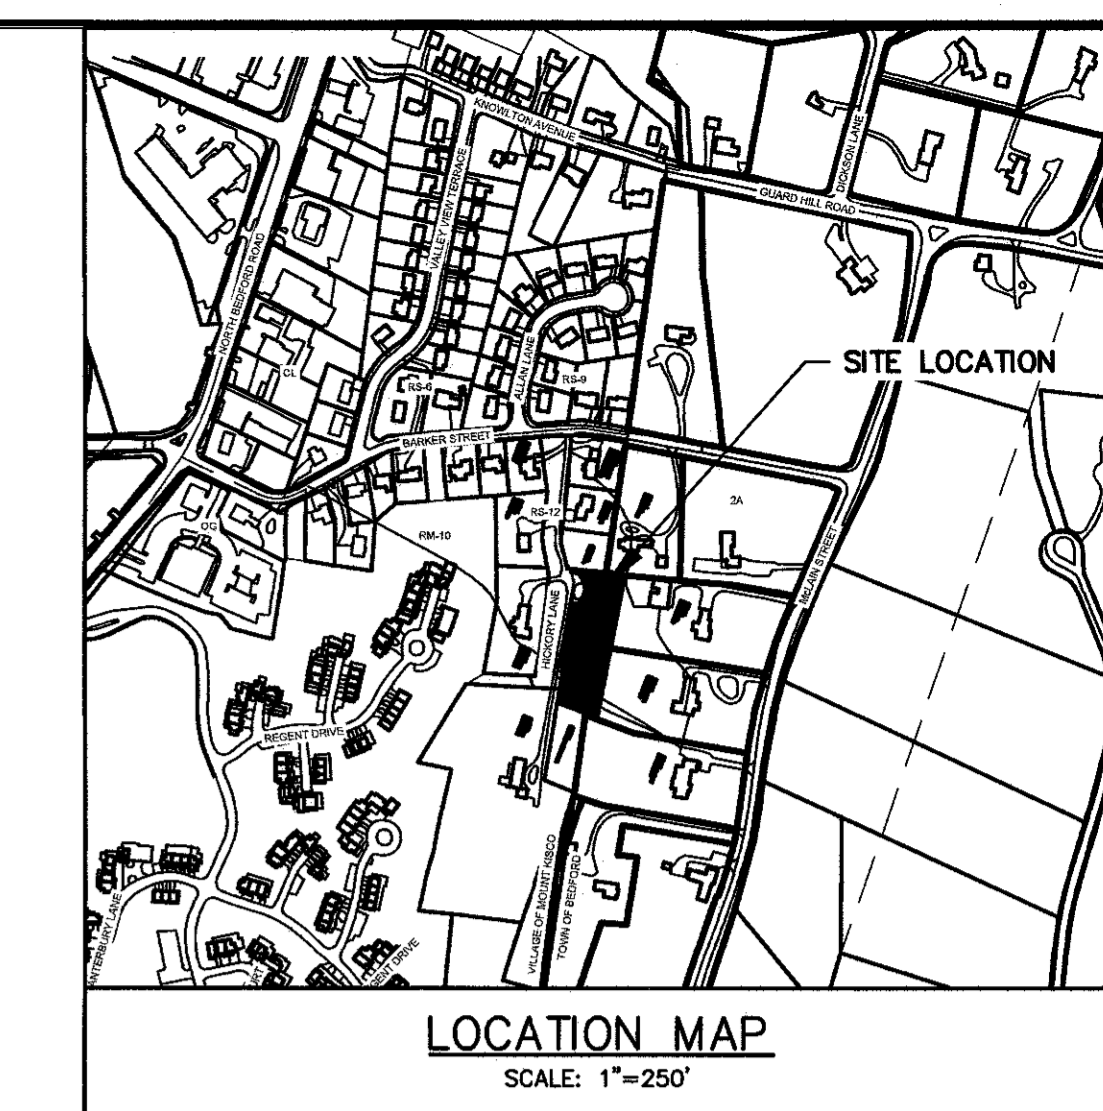 KNOWLTON AVENUE
VALLEY VIEW TERRACE
DICKSON LANE
GUARD HILL ROAD
NORTH BEDFORD ROAD
SITE LOCATION
CL
ALLAN LANE
RS-6
RS-9
BARKER STREET
2A
RS-12
OG
RM-10
McLAIN STREET
HICKORY LANE
REGENT DRIVE
VILLAGE OF MOUNT KISCO
TOWN OF BEDFORD
ANTERBURY LANE
GENT DRIVE
URT
LOCATION MAP
SCALE: 1"=250'